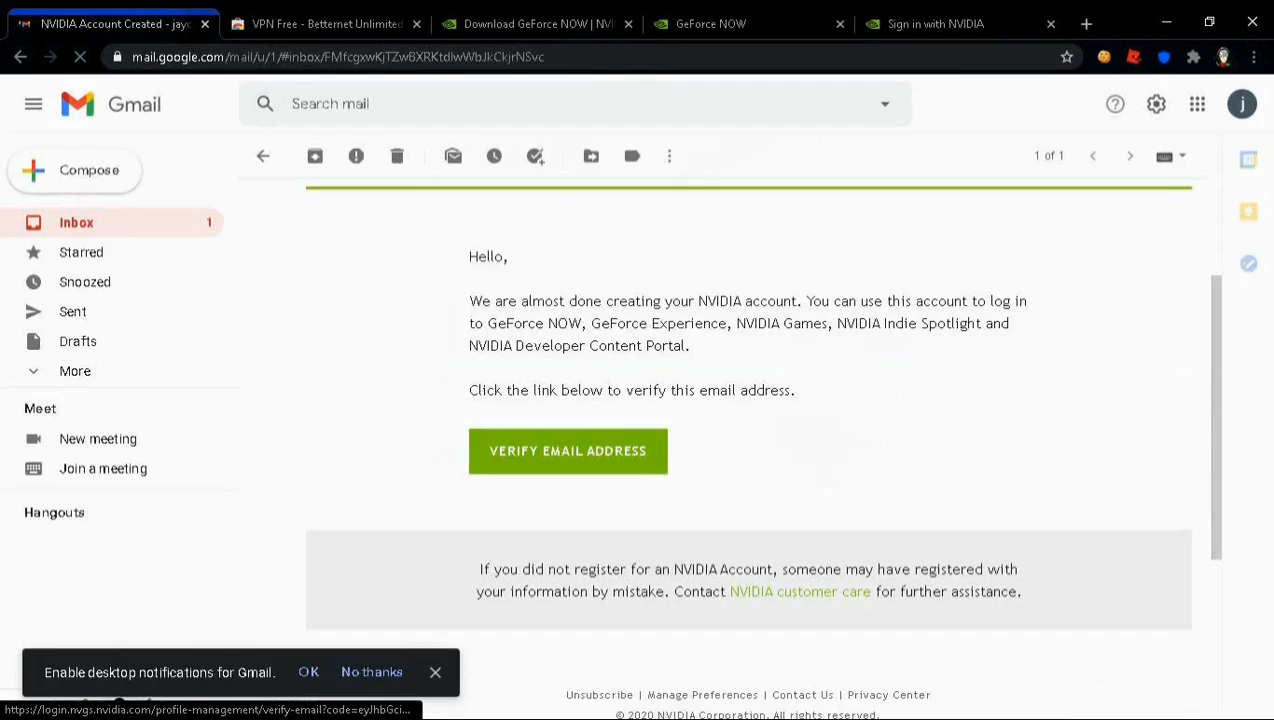 NVIDIA Account Created - jayc
VPN Free - Betternet Unlimited
Download GeForce NOW | NVI
GeForce NOW
Sign in with NVIDIA
mail.google.com/mail/u/1/#inbox/FMfcgxwKjTZwBXRKtdlwWbJkCkjrNSvc
Gmail
Search mail
j
Compose
1 of 1
Inbox 1
Starred
Snoozed
Sent
Drafts
More
Meet
New meeting
Join a meeting
Hangouts
Hello,
We are almost done creating your NVIDIA account. You can use this account to log in
to GeForce NOW, GeForce Experience, NVIDIA Games, NVIDIA Indie Spotlight and
NVIDIA Developer Content Portal.
Click the link below to verify this email address.
VERIFY EMAIL ADDRESS
If you did not register for an NVIDIA Account, someone may have registered with
your information by mistake. Contact NVIDIA customer care for further assistance.
Enable desktop notifications for Gmail. OK No thanks
Unsubscribe | Manage Preferences | Contact Us | Privacy Center
© 2020 NVIDIA Corporation. All rights reserved.
https://login.nvgs.nvidia.com/profile-management/verify-email?code=eyJhbGci...